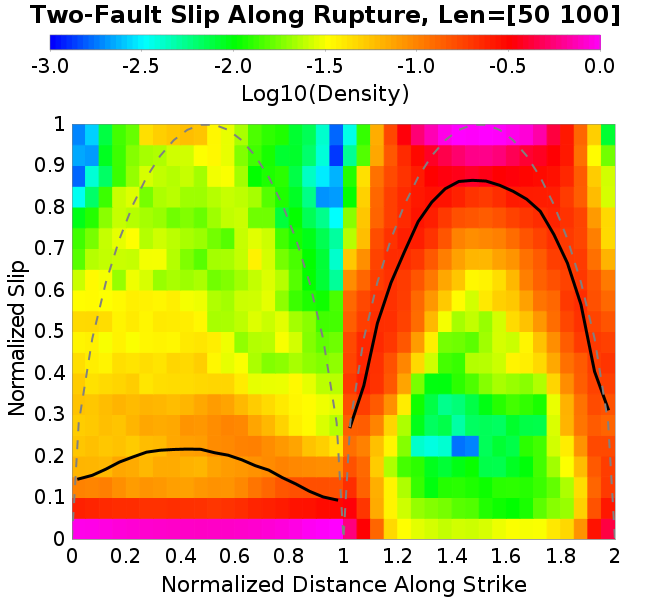 Two-Fault Slip Along Rupture, Len=[50 100]
-3.0 -2.5 -2.0 -1.5 -1.0 -0.5 0.0
Log10(Density)
1
0.9
0.8
0.7
0.6
0.5
0.4
0.3
0.2
0.1
0
Normalized Slip
0 0.2 0.4 0.6 0.8 1 1.2 1.4 1.6 1.8 2
Normalized Distance Along Strike